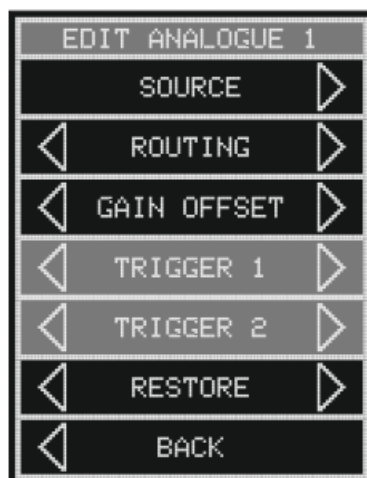 EDIT ANALOGUE 1
SOURCE
ROUTING
GAIN OFFSET
TRIGGER 1
TRIGGER 2
RESTORE
BACK